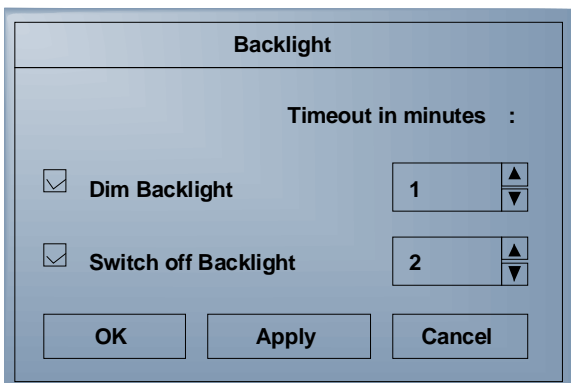 Backlight
Timeout in minutes :
Dim Backlight 1
Switch off Backlight 2
OK Apply Cancel